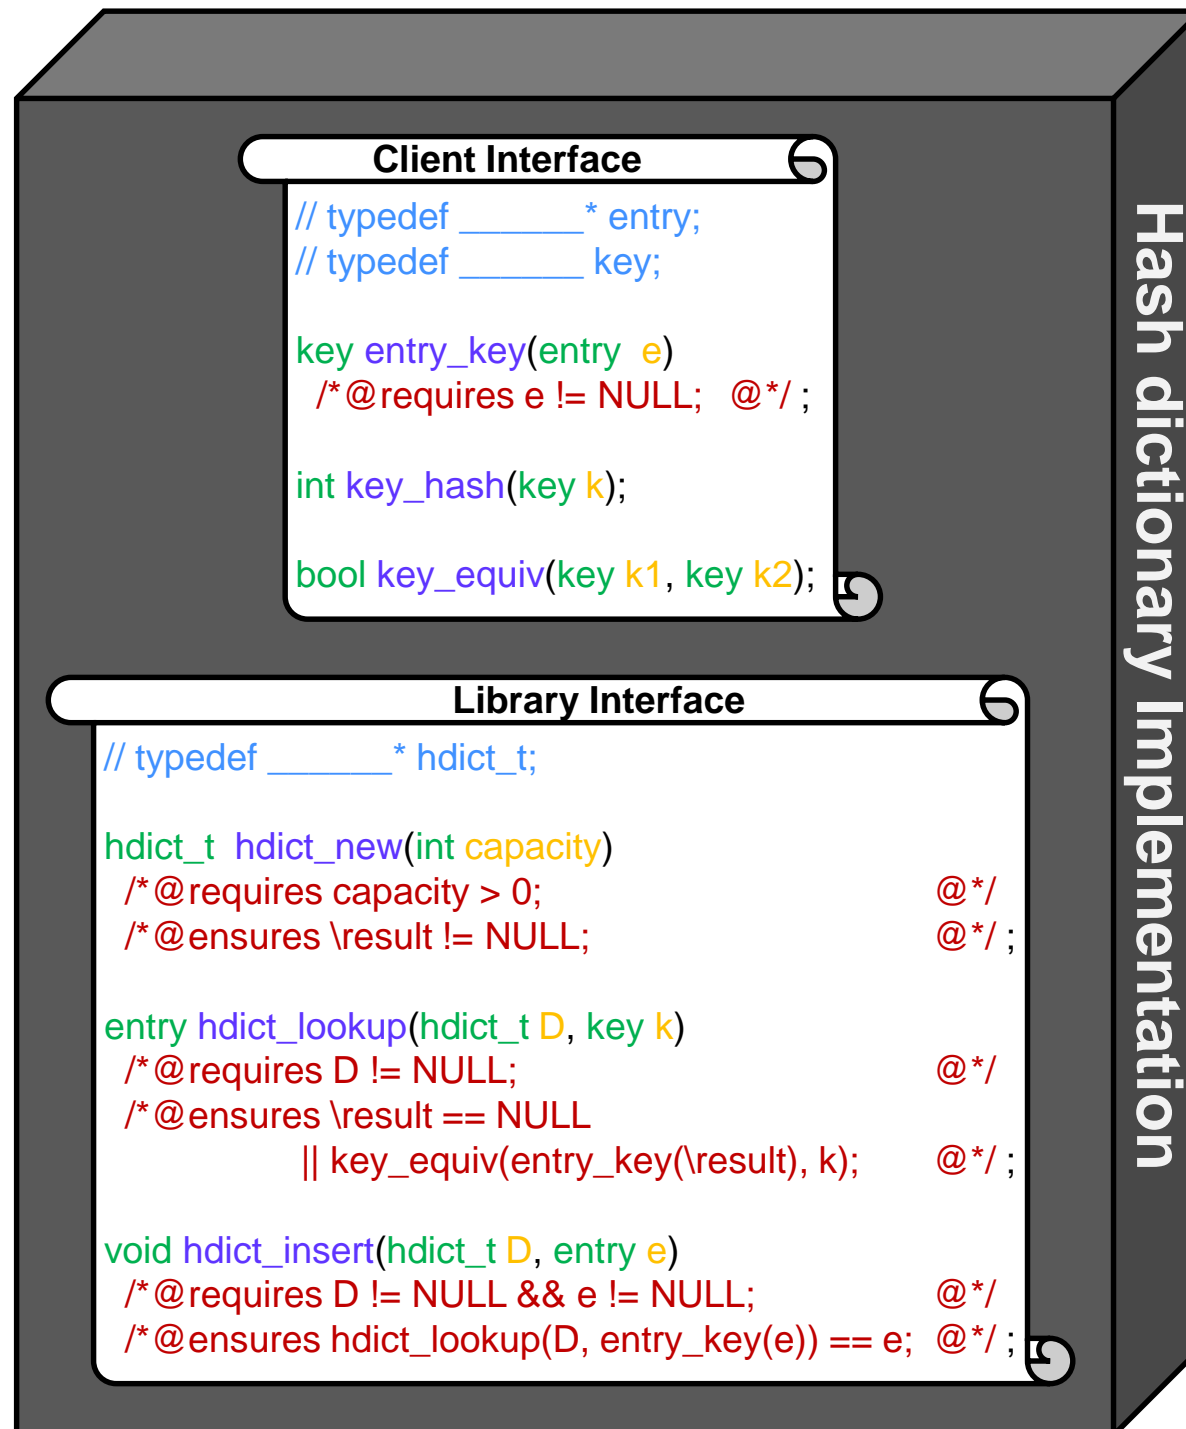 Client Interface
// typedef ______* entry;
// typedef ______ key;
key entry_key(entry e)
/*@requires e != NULL; @*/ ;
int key_hash(key k);
bool key_equiv(key k1, key k2);
Library Interface
// typedef ______* hdict_t;
hdict_t hdict_new(int capacity)
/*@requires capacity > 0; @*/
/*@ensures \result != NULL; @*/ ;
entry hdict_lookup(hdict_t D, key k)
/*@requires D != NULL; @*/
/*@ensures \result == NULL
|| key_equiv(entry_key(\result), k); @*/ ;
void hdict_insert(hdict_t D, entry e)
/*@requires D != NULL && e != NULL; @*/
/*@ensures hdict_lookup(D, entry_key(e)) == e; @*/ ;
Hash dictionary Implementation